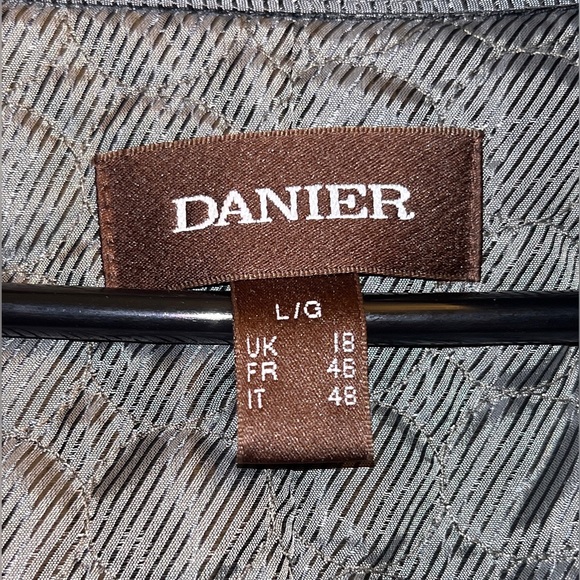 DANIER
L/G
UK 18
FR 46
IT 48